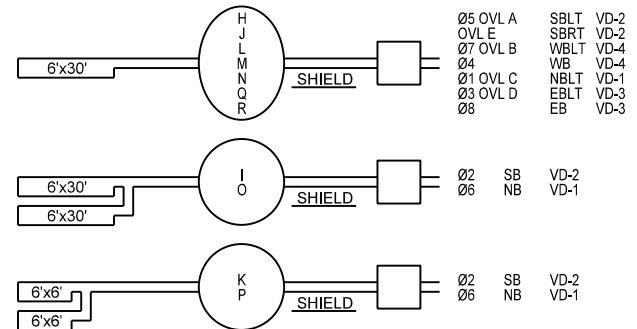 H
J
L
M
N
Q
R
6'x30'
SHIELD
Ø5 OVL A SBLT VD-2
OVL E SBRT VD-2
Ø7 OVL B WBLT VD-4
Ø4 WB VD-4
Ø1 OVL C NBLT VD-1
Ø3 OVL D EBLT VD-3
Ø8 EB VD-3
I
O
6'x30'
6'x30'
SHIELD
Ø2 SB VD-2
Ø6 NB VD-1
K
P
6'x6'
6'x6'
SHIELD
Ø2 SB VD-2
Ø6 NB VD-1